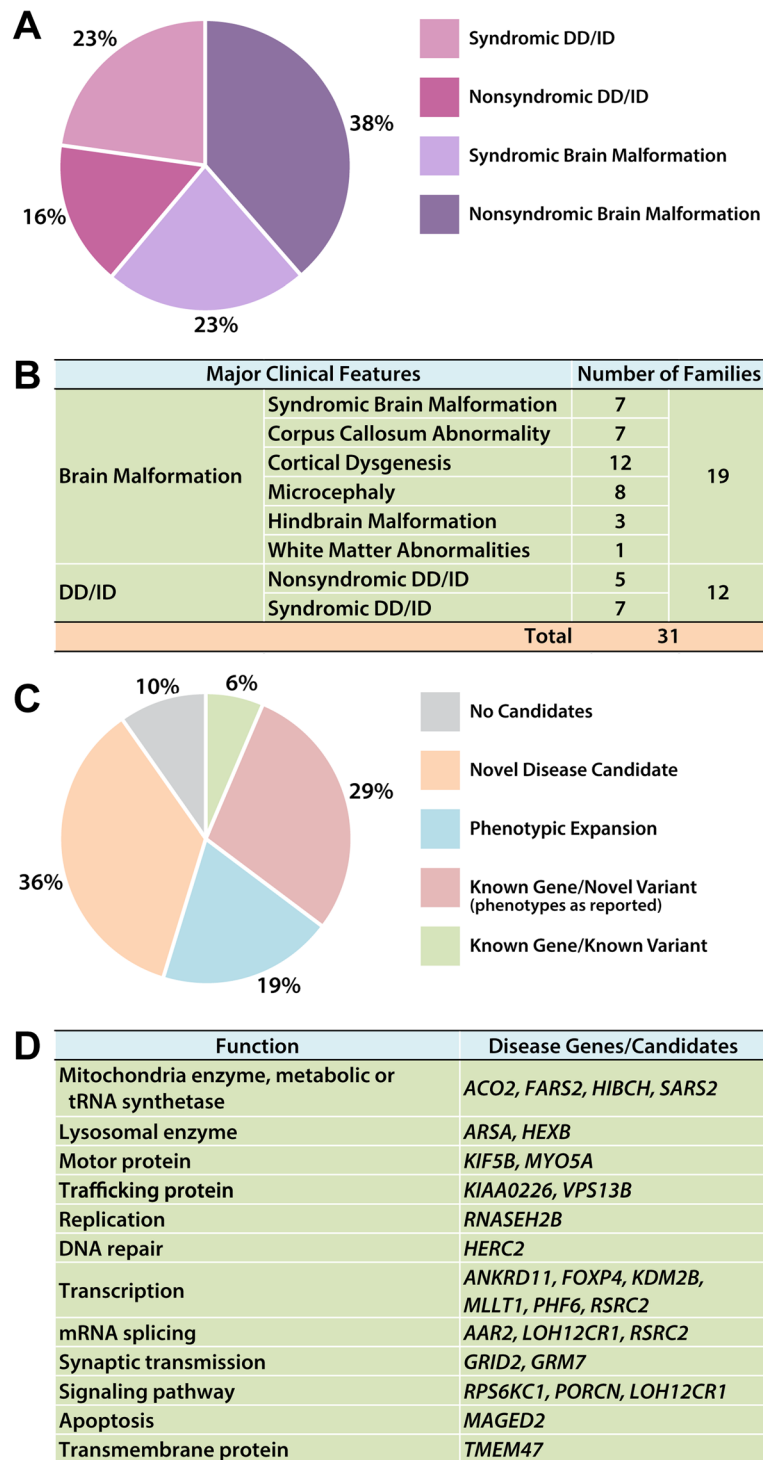 A
23%
38%
16%
23%
Syndromic DD/ID
Nonsyndromic DD/ID
Syndromic Brain Malformation
Nonsyndromic Brain Malformation
B
Major Clinical Features Number of Families
Brain Malformation
Syndromic Brain Malformation 7
Corpus Callosum Abnormality 7
Cortical Dysgenesis 12
Microcephaly 8
Hindbrain Malformation 3
White Matter Abnormalities 1
19
DD/ID
Nonsyndromic DD/ID 5
Syndromic DD/ID 7
12
Total 31
C
10%
6%
29%
36%
19%
No Candidates
Novel Disease Candidate
Phenotypic Expansion
Known Gene/Novel Variant
(phenotypes as reported)
Known Gene/Known Variant
D
Function Disease Genes/Candidates
Mitochondria enzyme, metabolic or
tRNA synthetase
ACO2, FARS2, HIBCH, SARS2
Lysosomal enzyme ARSA, HEXB
Motor protein KIF5B, MYO5A
Trafficking protein KIAA0226, VPS13B
Replication RNASEH2B
DNA repair HERC2
Transcription
ANKRD11, FOXP4, KDM2B,
MLLT1, PHF6, RSRC2
mRNA splicing AAR2, LOH12CR1, RSRC2
Synaptic transmission GRID2, GRM7
Signaling pathway RPS6KC1, PORCN, LOH12CR1
Apoptosis MAGED2
Transmembrane protein TMEM47